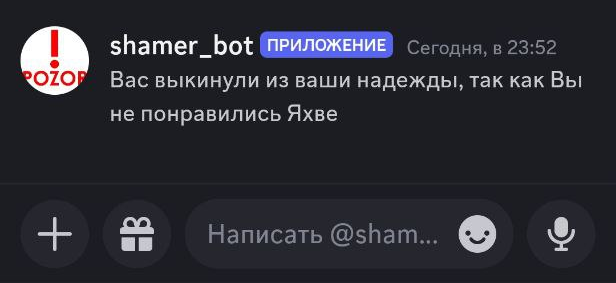 !
POZOR
shamer_bot ПРИЛОЖЕНИЕ Сегодня, в 23:52
Вас выкинули из ваши надежды, так как Вы
не понравились Яхве
Написать @sham...